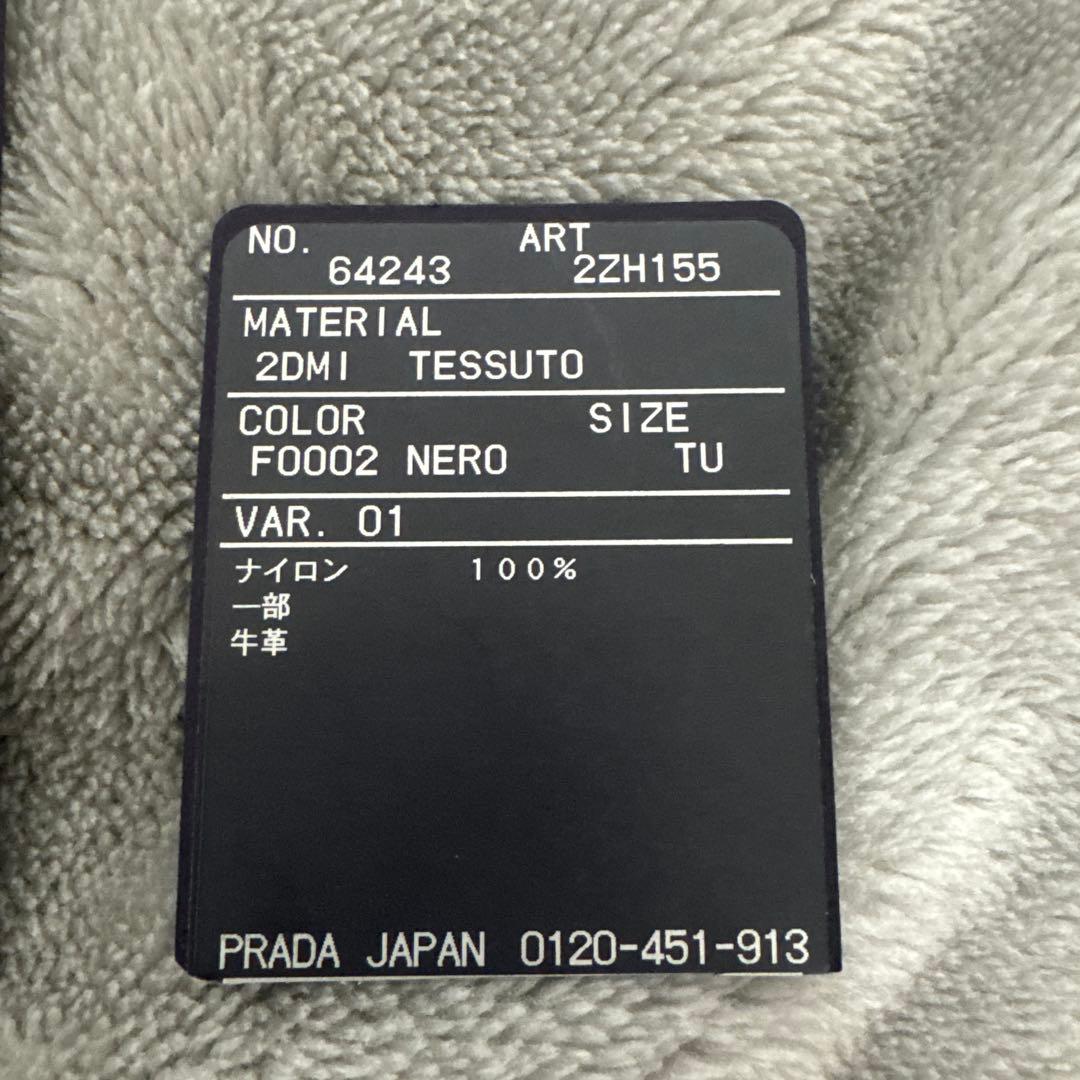 NO. ART
64243 2ZH155
MATERIAL
2DMI TESSUTO
COLOR SIZE
F0002 NERO TU
VAR. 01
ナイロン １００％
一部
牛革
PRADA JAPAN 0120-451-913